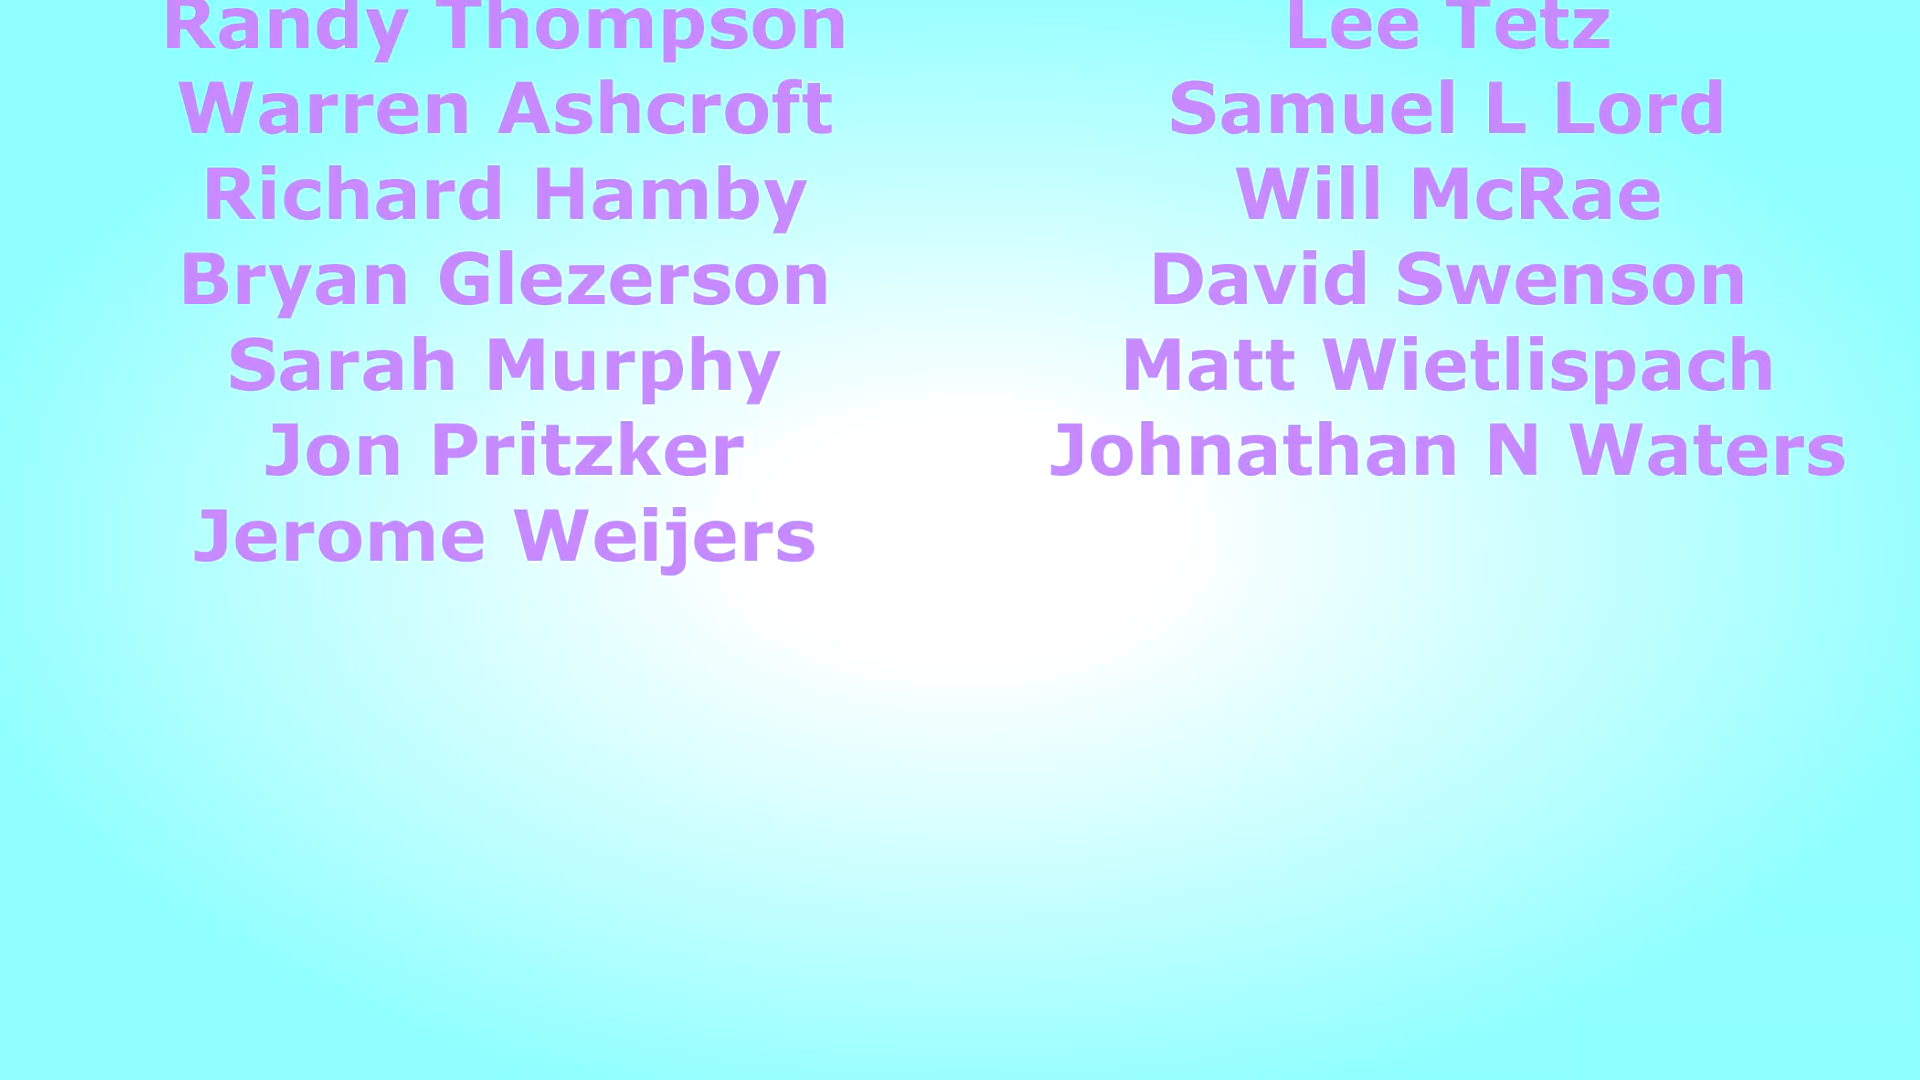 Randy Thompson
Warren Ashcroft
Richard Hamby
Bryan Glezerson
Sarah Murphy
Jon Pritzker
Jerome Weijers
Lee Tetz
Samuel L Lord
Will McRae
David Swenson
Matt Wietlispach
Johnathan N Waters